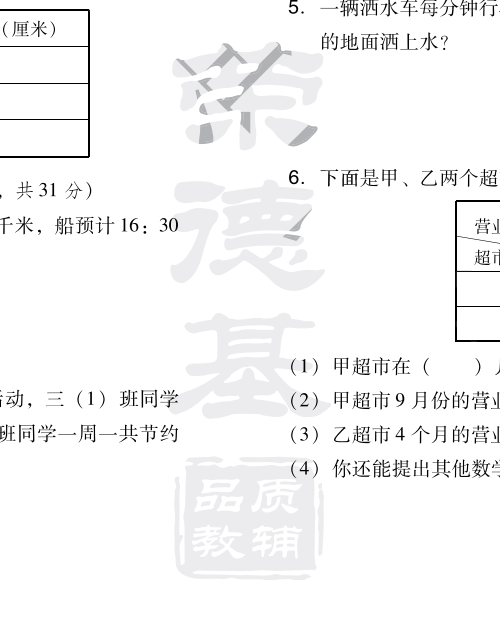 （厘米）
，共 31 分）
千米，船预计 16：30
活动，三（1）班同学
班同学一周一共节约
5. 一辆洒水车每分钟行
的地面洒上水？
6. 下面是甲、乙两个超
营业
超市
（1）甲超市在（　　）月
（2）甲超市 9 月份的营业
（3）乙超市 4 个月的营业
（4）你还能提出其他数学
荣
德
基
品质
教辅